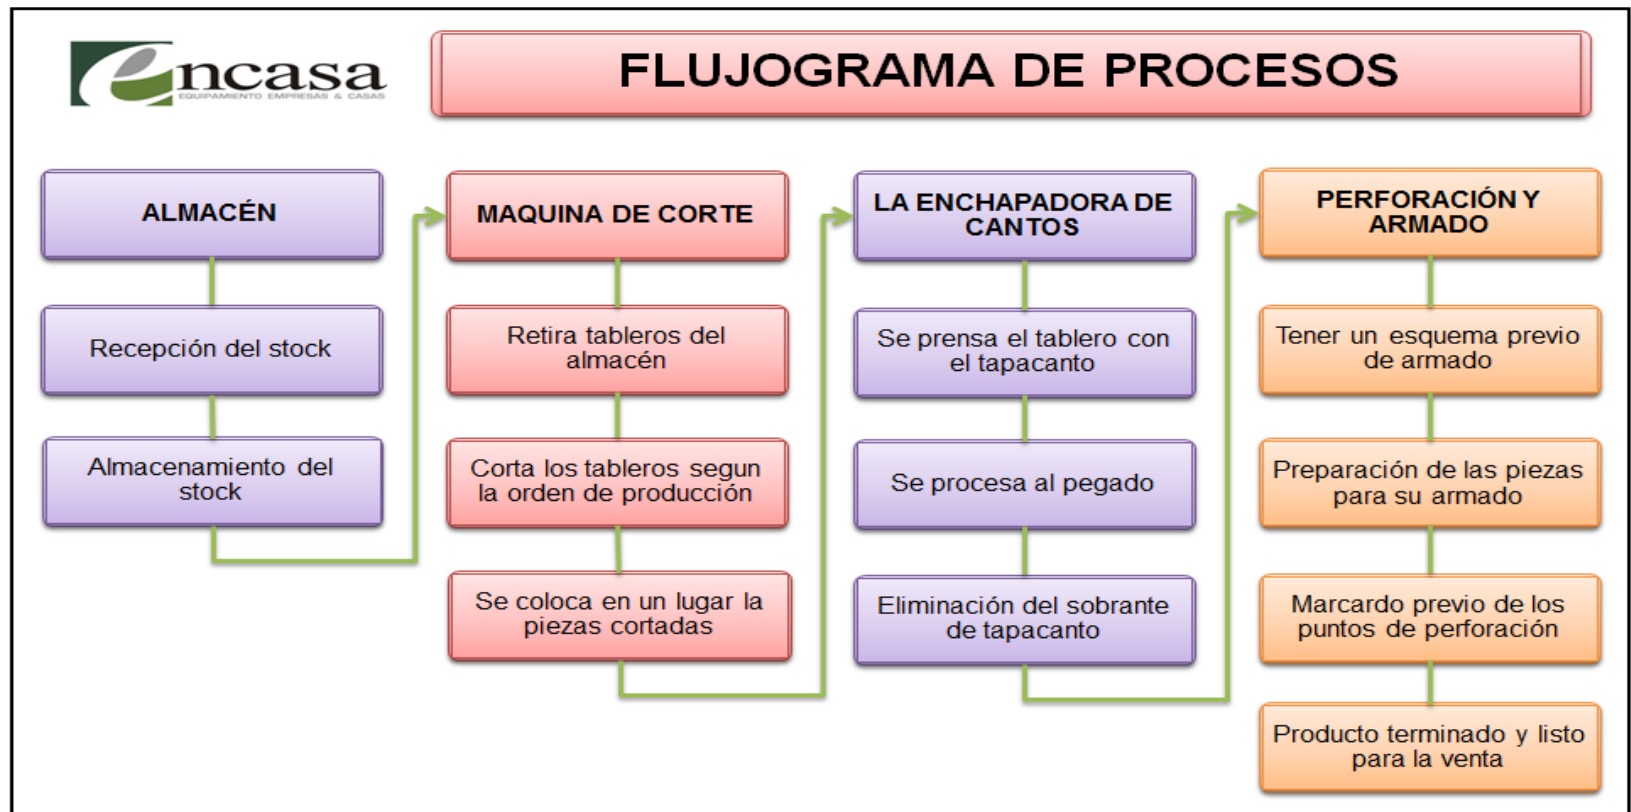 encasa
EQUIPAMIENTO EMPRESAS & CASAS
FLUJOGRAMA DE PROCESOS
ALMACÉN
Recepción del stock
Almacenamiento del
stock
MAQUINA DE CORTE
Retira tableros del
almacén
Corta los tableros segun
la orden de producción
Se coloca en un lugar la
piezas cortadas
LA ENCHAPADORA DE
CANTOS
Se prensa el tablero con
el tapacanto
Se procesa al pegado
Eliminación del sobrante
de tapacanto
PERFORACIÓN Y
ARMADO
Tener un esquema previo
de armado
Preparación de las piezas
para su armado
Marcardo previo de los
puntos de perforación
Producto terminado y listo
para la venta